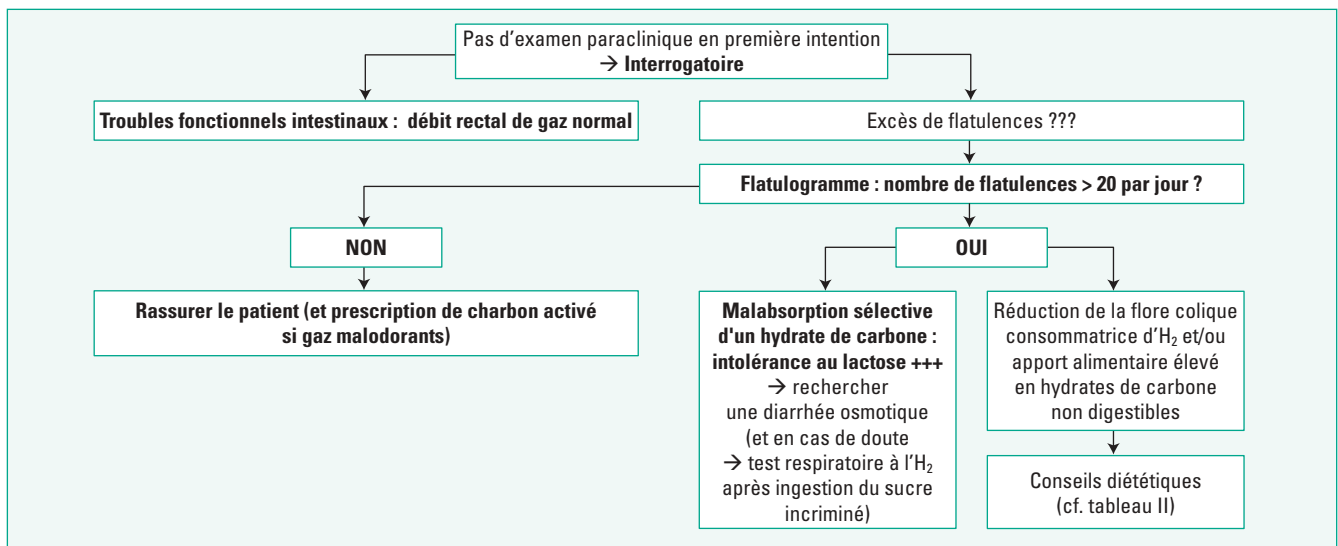 Pas d'examen paraclinique en première intention
→ Interrogatoire
Troubles fonctionnels intestinaux : débit rectal de gaz normal
Excès de flatulences ???
Flatulogramme : nombre de flatulences > 20 par jour ?
NON
OUI
Rassurer le patient (et prescription de charbon activé
si gaz malodorants)
Malabsorption sélective
d'un hydrate de carbone :
intolérance au lactose +++
→ rechercher
une diarrhée osmotique
(et en cas de doute
→ test respiratoire à l'H₂
après ingestion du sucre
incriminé)
Réduction de la flore colique
consommatrice d'H₂ et/ou
apport alimentaire élevé
en hydrates de carbone
non digestibles
Conseils diététiques
(cf. tableau II)